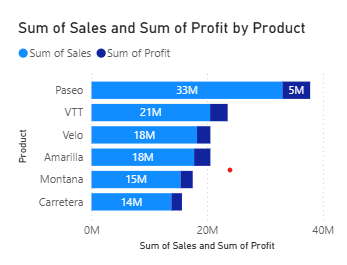 Sum of Sales and Sum of Profit by Product
Sum of Sales Sum of Profit
Product
Paseo 33M 5M
VTT 21M
Velo 18M
Amarilla 18M
Montana 15M
Carretera 14M
0M 20M 40M
Sum of Sales and Sum of Profit